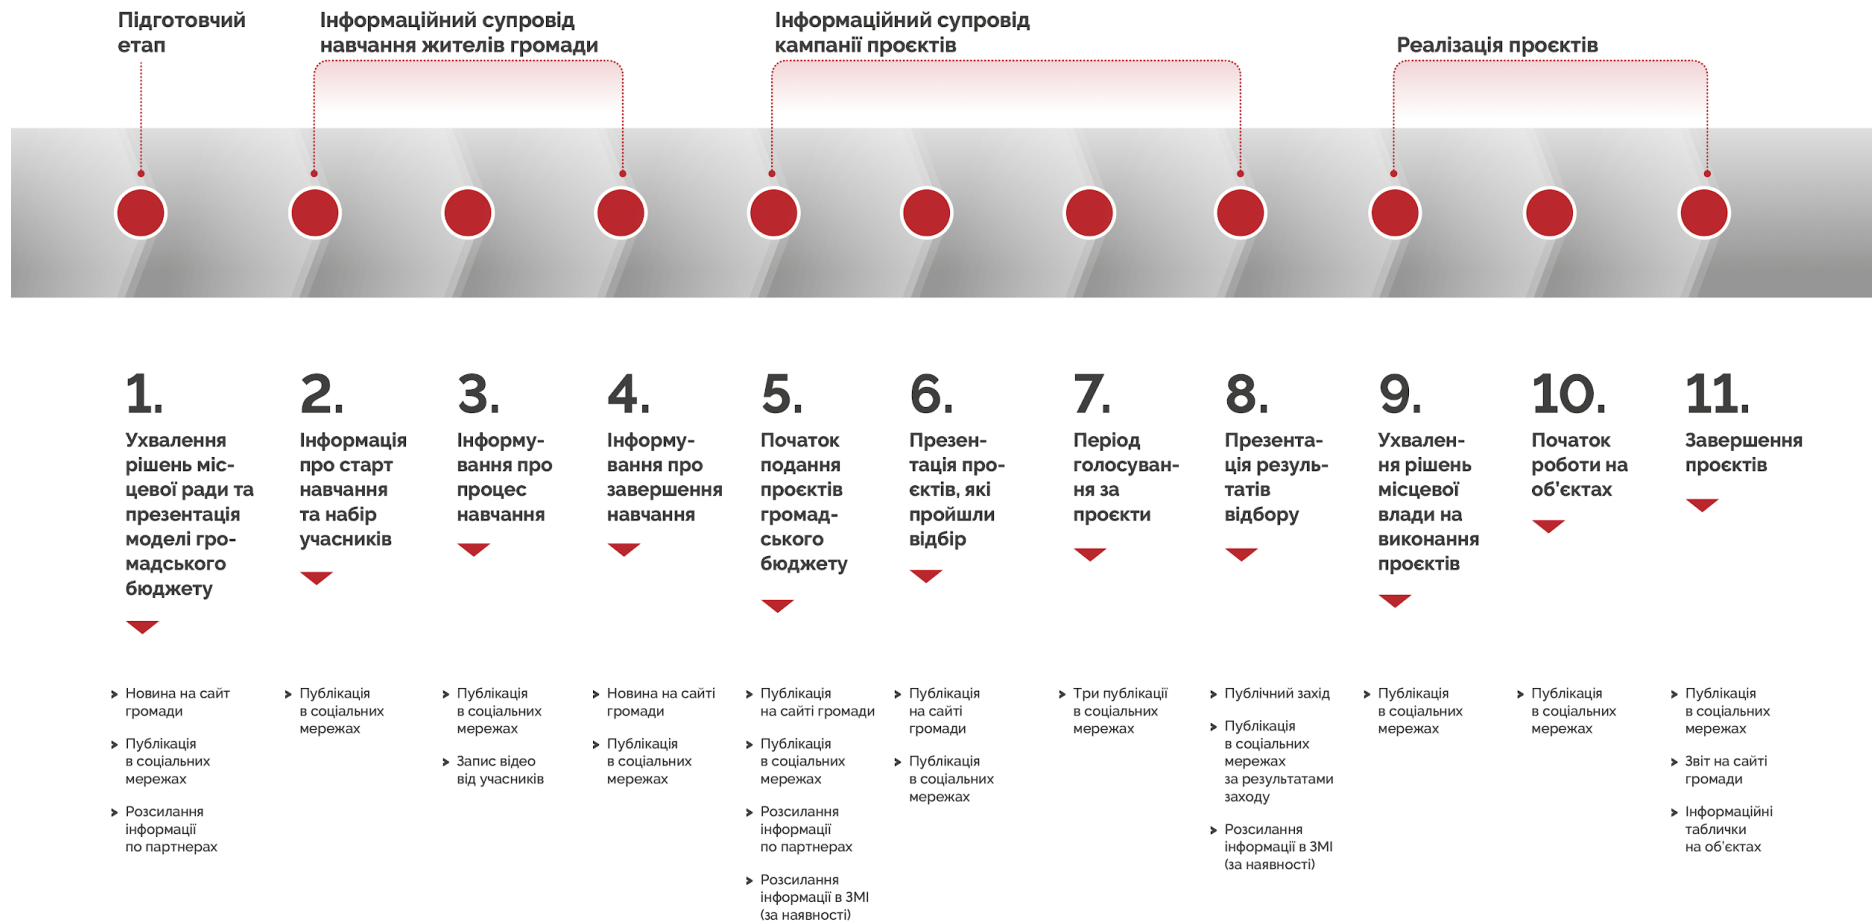 Підготовчий
етап
Інформаційний супровід
навчання жителів громади
Інформаційний супровід
кампанії проєктів
Реалізація проєктів
1.
Ухвалення
рішень міс-
цевої ради та
презентація
моделі гро-
мадського
бюджету
> Новина на сайт
громади
> Публікація
в соціальних
мережах
> Розсилання
інформації
по партнерах
2.
Інформація
про старт
навчання
та набір
учасників
> Публікація
в соціальних
мережах
3.
Інформу-
вання про
процес
навчання
> Публікація
в соціальних
мережах
> Запис відео
від учасників
4.
Інформу-
вання про
завершення
навчання
> Новина на сайті
громади
> Публікація
в соціальних
мережах
5.
Початок
подання
проєктів
громад-
ського
бюджету
> Публікація
на сайті громади
> Публікація
в соціальних
мережах
> Розсилання
інформації
по партнерах
> Розсилання
інформації в ЗМІ
(за наявності)
6.
Презен-
тація про-
єктів, які
пройшли
відбір
> Публікація
на сайті
громади
> Публікація
в соціальних
мережах
7.
Період
голосуван-
ня за
проєкти
> Три публікації
в соціальних
мережах
8.
Презента-
ція резуль-
татів
відбору
> Публічний захід
> Публікація
в соціальних
мережах
за результатами
заходу
> Розсилання
інформації в ЗМІ
(за наявності)
9.
Ухвален-
ня рішень
місцевої
влади на
виконання
проєктів
> Публікація
в соціальних
мережах
10.
Початок
роботи на
об’єктах
> Публікація
в соціальних
мережах
11.
Завершення
проєктів
> Публікація
в соціальних
мережах
> Звіт на сайті
громади
> Інформаційні
таблички
на об’єктах